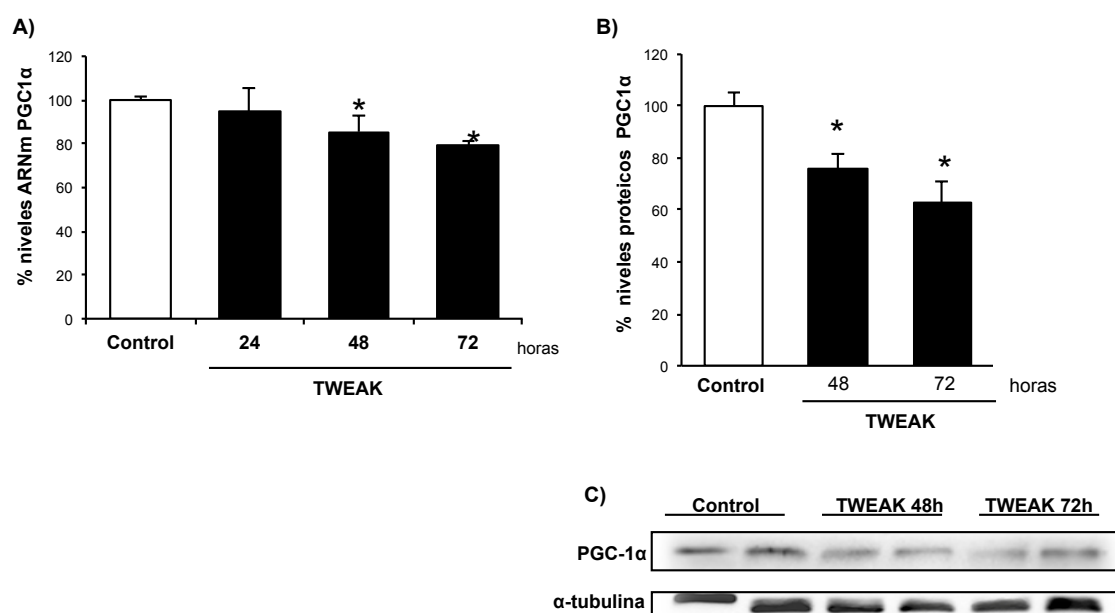 A)
% niveles ARNm PGC1α
120
100
80
60
40
20
0
*
*
Control
24
48
72
horas
TWEAK
B)
% niveles proteicos PGC1α
120
100
80
60
40
20
0
*
*
Control
48
72
horas
TWEAK
C)
Control TWEAK 48h TWEAK 72h
PGC-1α
α-tubulina